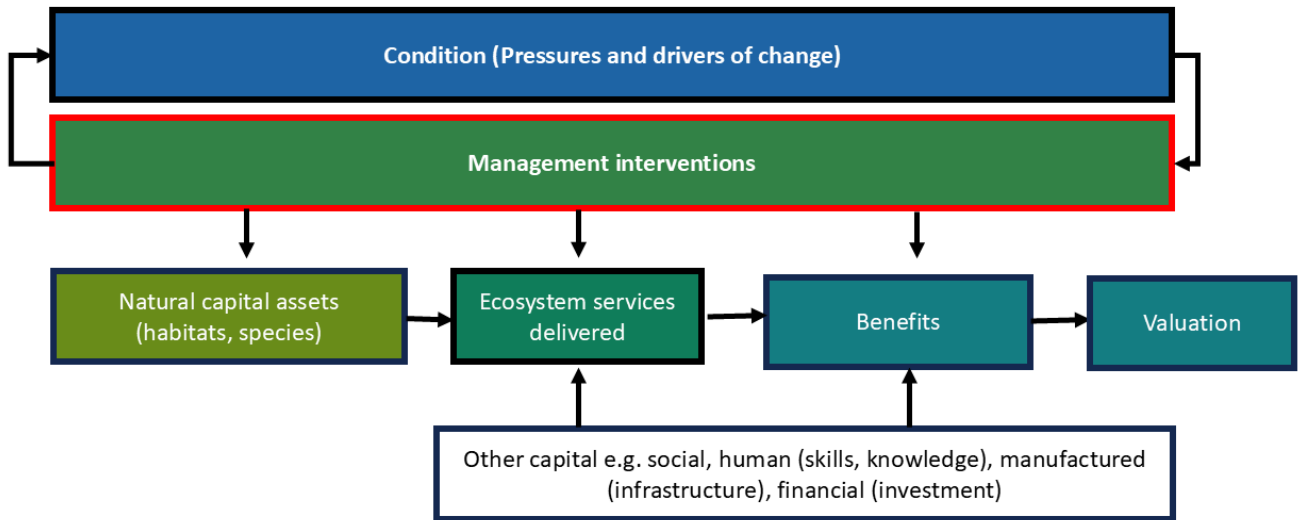 Condition (Pressures and drivers of change)
Management interventions
Natural capital assets
(habitats, species)
Ecosystem services
delivered
Benefits
Valuation
Other capital e.g. social, human (skills, knowledge), manufactured
(infrastructure), financial (investment)